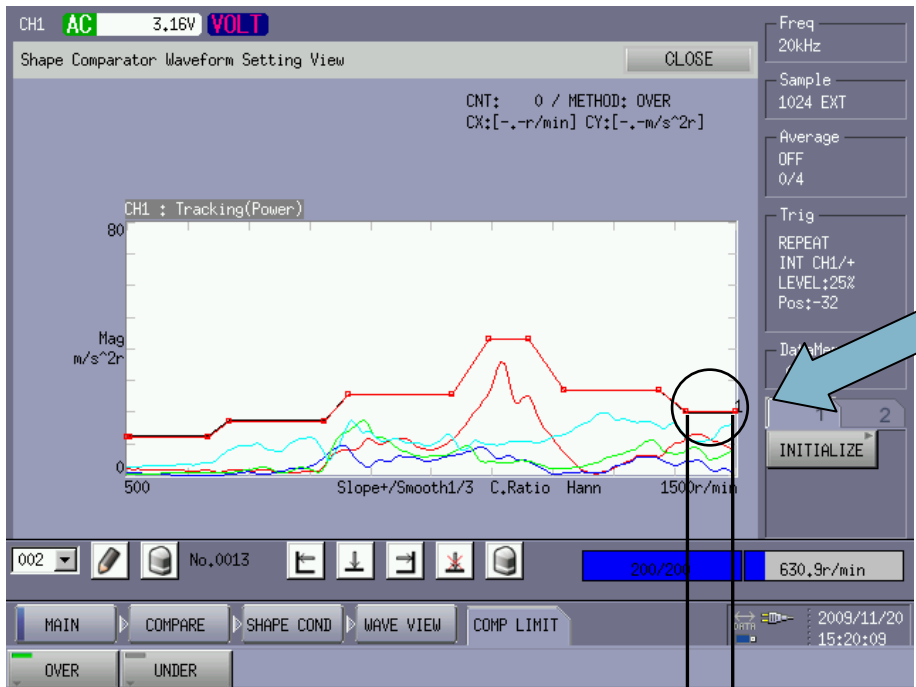 CH1 AC 3.16V VOLT
Shape Comparator Waveform Setting View CLOSE
CNT: 0 / METHOD: OVER
CX:[-.-r/min] CY:[-.-m/s^2r]
CH1 : Tracking(Power)
80
Mag
m/s^2r
0
1
500 Slope+/Smooth1/3 C.Ratio Hann 1500r/min
Freq
20kHz
Sample
1024 EXT
Average
OFF
0/4
Trig
REPEAT
INT CH1/+
LEVEL:25%
Pos:-32
1 2
INITIALIZE
002 No.0013 200/200 630.9r/min
MAIN COMPARE SHAPE COND WAVE VIEW COMP LIMIT
DATA
2009/11/20
15:20:09
OVER UNDER